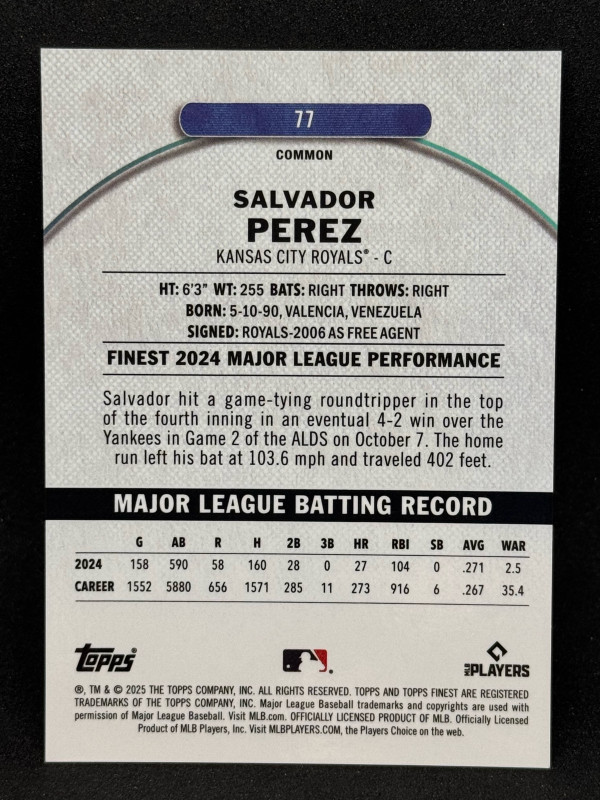 77
COMMON
SALVADOR
PEREZ
KANSAS CITY ROYALS® - C
HT: 6'3" WT: 255 BATS: RIGHT THROWS: RIGHT
BORN: 5-10-90, VALENCIA, VENEZUELA
SIGNED: ROYALS-2006 AS FREE AGENT
FINEST 2024 MAJOR LEAGUE PERFORMANCE
Salvador hit a game-tying roundtripper in the top
of the fourth inning in an eventual 4-2 win over the
Yankees in Game 2 of the ALDS on October 7. The home
run left his bat at 103.6 mph and traveled 402 feet.
MAJOR LEAGUE BATTING RECORD
G AB R H 2B 3B HR RBI SB AVG WAR
2024 158 590 58 160 28 0 27 104 0 .271 2.5
CAREER 1552 5880 656 1571 285 11 273 916 6 .267 35.4
topps®
MLB PLAYERS
®, TM & © 2025 THE TOPPS COMPANY, INC. ALL RIGHTS RESERVED. TOPPS AND TOPPS FINEST ARE REGISTERED
TRADEMARKS OF THE TOPPS COMPANY, INC. Major League Baseball trademarks and copyrights are used with
permission of Major League Baseball. Visit MLB.com. OFFICIALLY LICENSED PRODUCT OF MLB. Officially Licensed
Product of MLB Players, Inc. Visit MLBPLAYERS.COM, the Players Choice on the web.